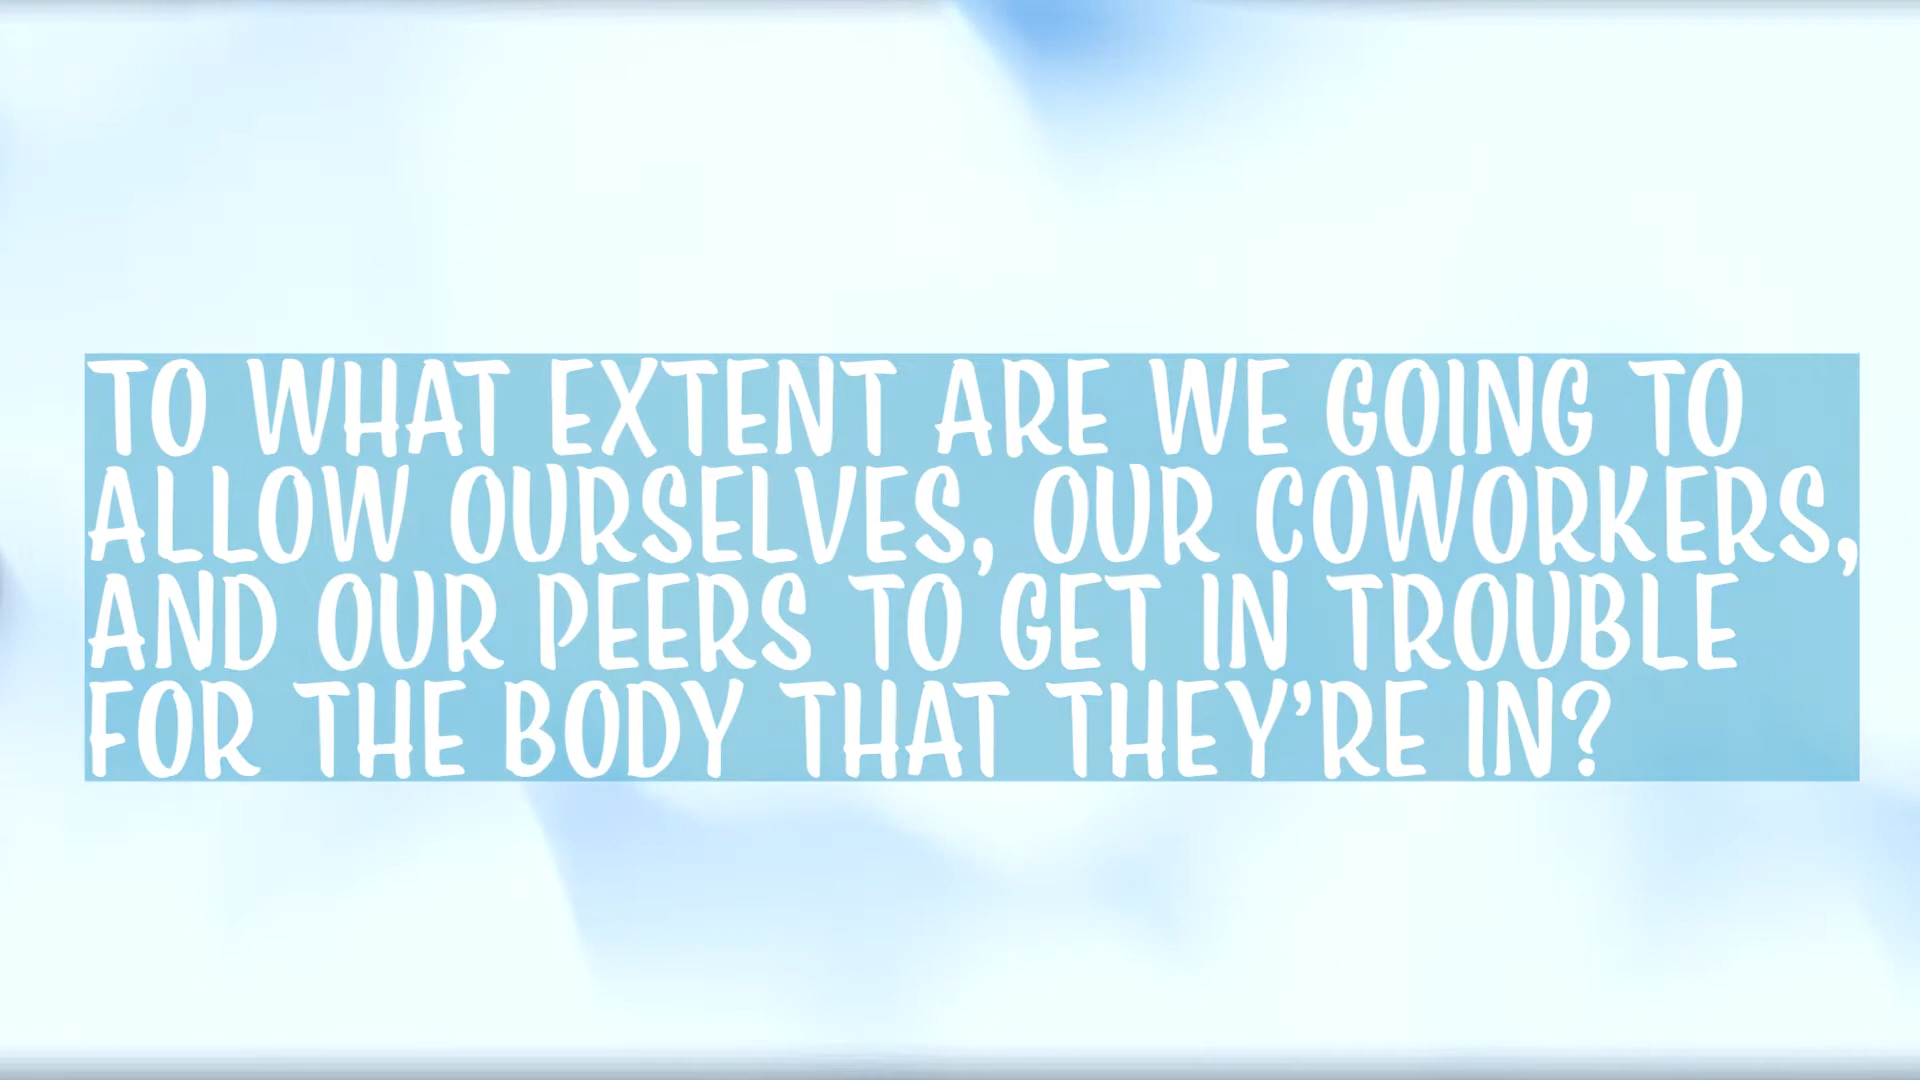 TO WHAT EXTENT ARE WE GOING TO
ALLOW OURSELVES, OUR COWORKERS,
AND OUR PEERS TO GET IN TROUBLE
FOR THE BODY THAT THEY'RE IN?